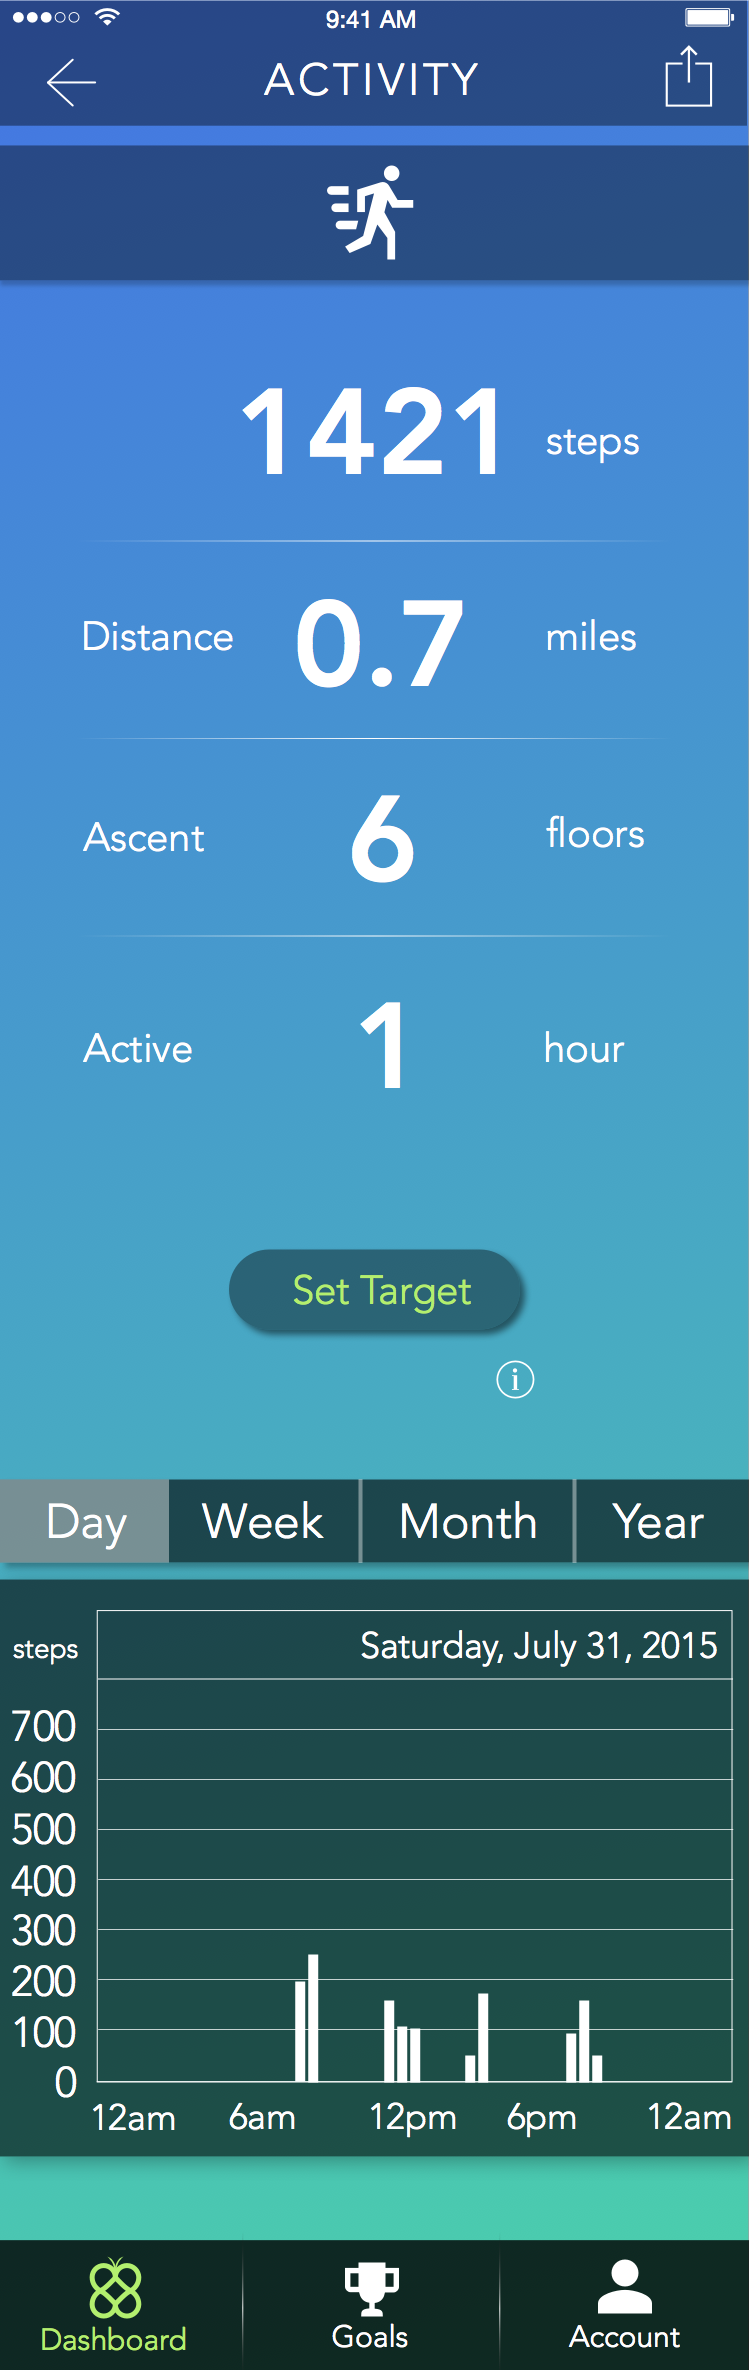 9:41 AM
ACTIVITY
1421 steps
Distance 0.7 miles
Ascent 6 floors
Active 1 hour
Set Target
i
Day Week Month Year
steps Saturday, July 31, 2015
700
600
500
400
300
200
100
0
12am 6am 12pm 6pm 12am
Dashboard Goals Account